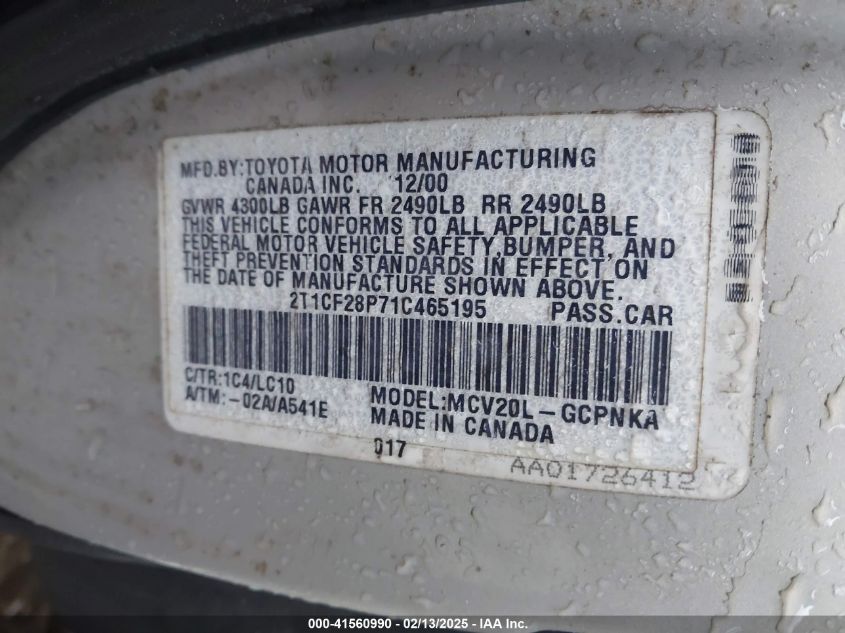 MFD.BY:TOYOTA MOTOR MANUFACTURING
CANADA INC. 12/00
GVWR 4300LB GAWR FR 2490LB RR 2490LB
THIS VEHICLE CONFORMS TO ALL APPLICABLE
FEDERAL MOTOR VEHICLE SAFETY,BUMPER, AND
THEFT PREVENTION STANDARDS IN EFFECT ON
THE DATE OF MANUFACTURE SHOWN ABOVE.
2T1CF28P71C465195 PASS.CAR
C/TR:1C4/LC10
A/TM:-02A/A541E
MODEL:MCV20L-GCPNKA
MADE IN CANADA
017
AA01726412
000-41560990 - 02/13/2025 - IAA Inc.